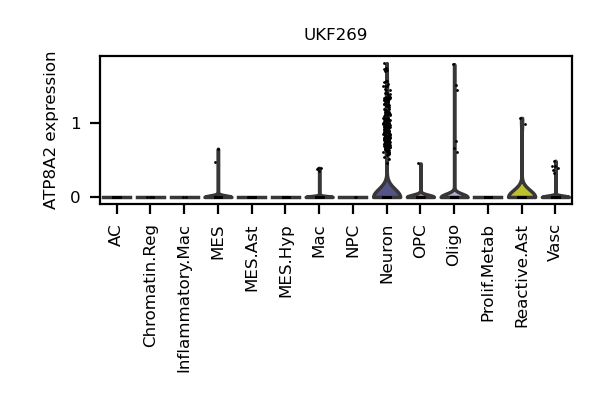 UKF269
ATP8A2 expression
1
0
AC
Chromatin.Reg
Inflammatory.Mac
MES
MES.Ast
MES.Hyp
Mac
NPC
Neuron
OPC
Oligo
Prolif.Metab
Reactive.Ast
Vasc